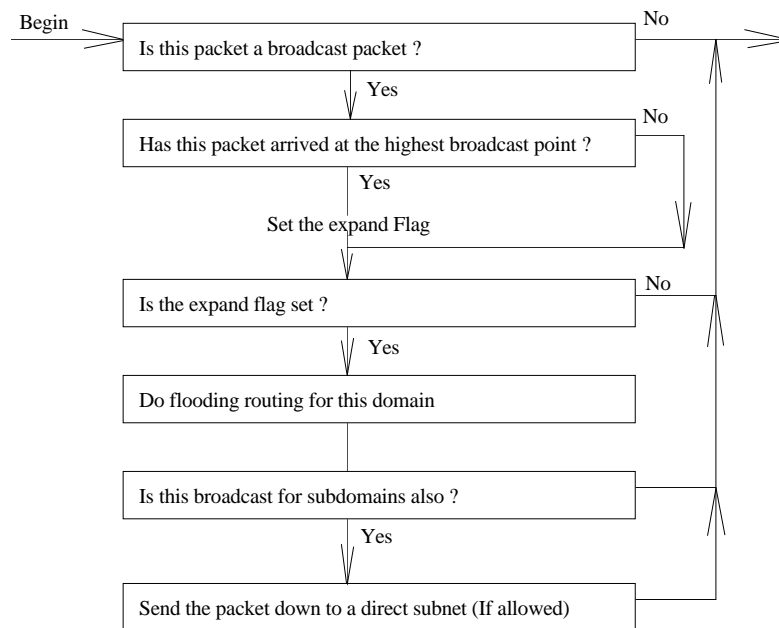 Begin
No
Is this packet a broadcast packet ?
Yes
No
Has this packet arrived at the highest broadcast point ?
Yes
Set the expand Flag
No
Is the expand flag set ?
Yes
Do flooding routing for this domain
Is this broadcast for subdomains also ?
Yes
Send the packet down to a direct subnet (If allowed)